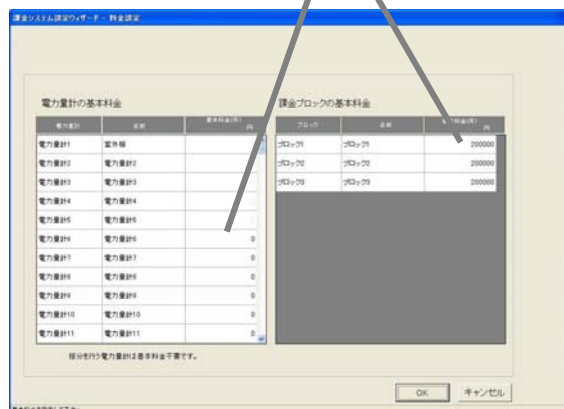 課金システム設定ウィザード - 料金設定
電力量計の基本料金
電力量計 名称 基本料金(月) 円
電力量計1 室外機
電力量計2 電力量計2
電力量計3 電力量計3
電力量計4 電力量計4
電力量計5 電力量計5
電力量計6 電力量計6 0
電力量計7 電力量計7 0
電力量計8 電力量計8 0
電力量計9 電力量計9 0
電力量計10 電力量計10 0
電力量計11 電力量計11 0
課金ブロックの基本料金
ブロック 名称 円
ブロック1 ブロック1 200000
ブロック2 ブロック2 200000
ブロック3 ブロック3 200000
按分を行う電力量計は基本料金不要です。
OK キャンセル